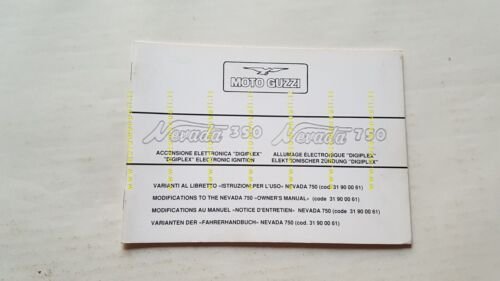 MOTO GUZZI
Nevada 350
Nevada 750
ACCENSIONE ELETTRONICA "DIGIPLEX"
"DIGIPLEX" ELECTRONIC IGNITION
ALLUMAGE ÉLECTRONIQUE "DIGIPLEX"
ELEKTRONISCHER ZÜNDUNG "DIGIPLEX"
VARIANTI AL LIBRETTO «ISTRUZIONI PER L'USO» NEVADA 750 (cod. 31 90 00 61)
MODIFICATIONS TO THE NEVADA 750 «OWNER'S MANUAL» (code 31 90 00 61)
MODIFICATIONS AU MANUEL «NOTICE D'ENTRETIEN» NEVADA 750 (code 31 90 00 61)
VARIANTEN DER «FAHRERHANDBUCH» NEVADA 750 (cod. 31 90 00 61)